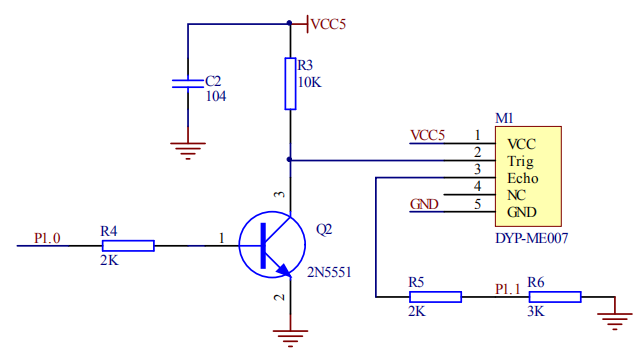 VCC5
R3
10K
C2
104
M1
VCC5 1 VCC
2 Trig
3 Echo
4 NC
GND 5 GND
DYP-ME007
3
R4
P1.0
2K
1
Q2
2N5551
2
R5
P1.1
R6
2K
3K